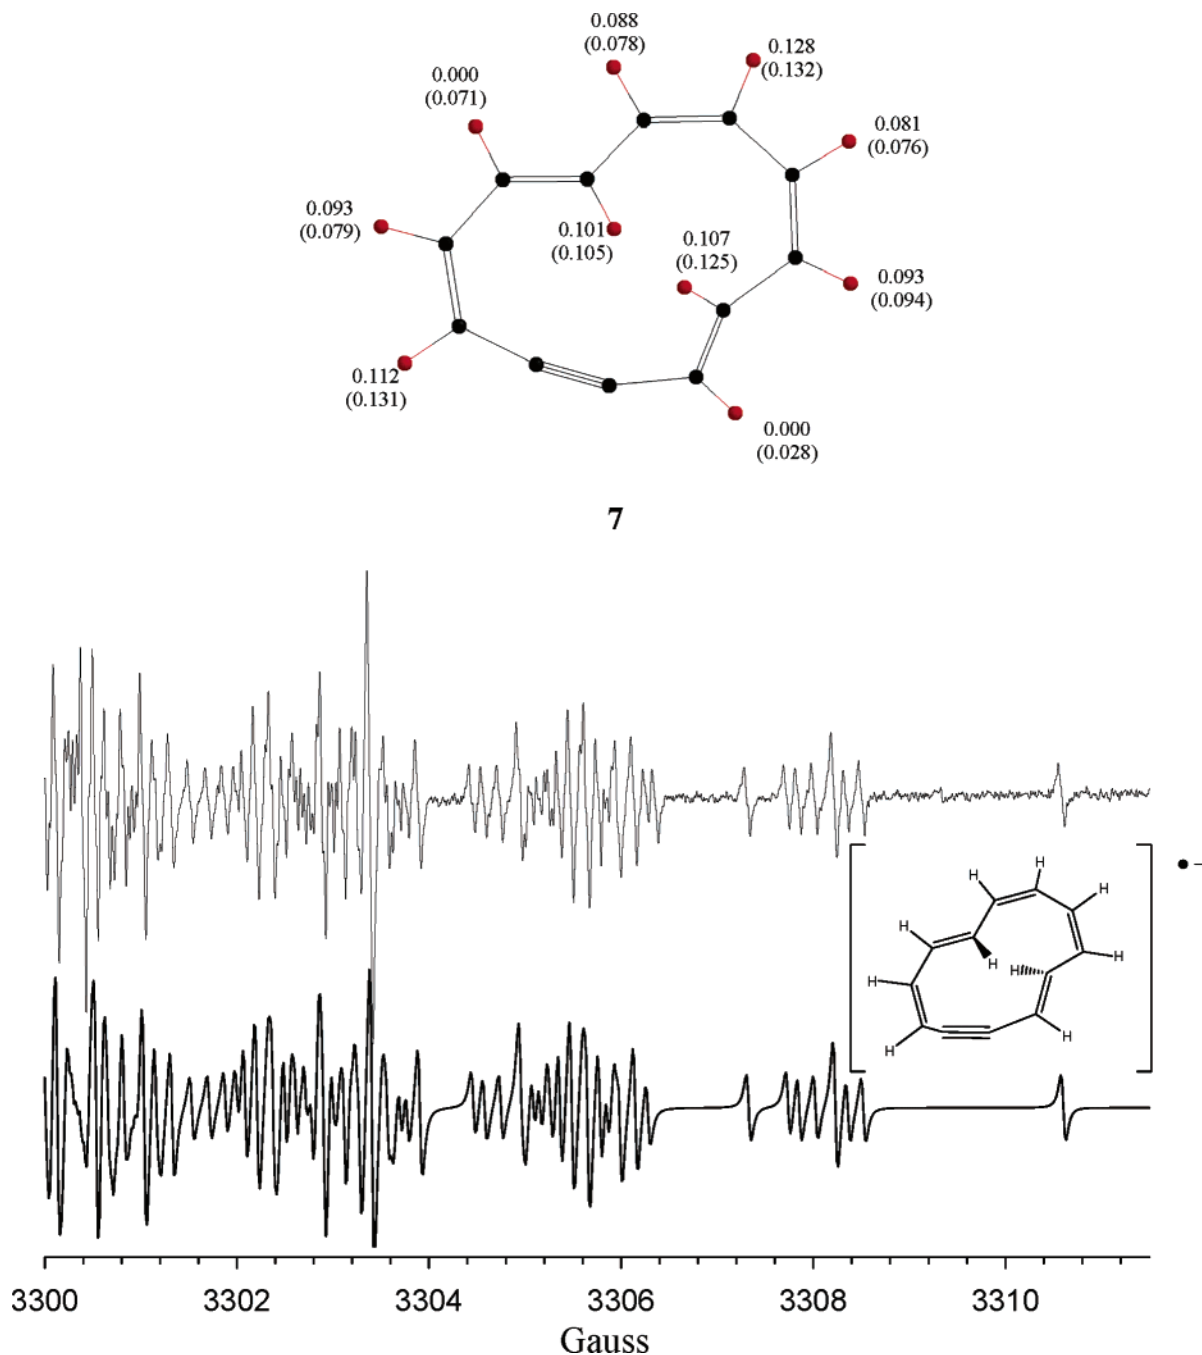 0.088
(0.078)
0.128
(0.132)
0.000
(0.071)
0.081
(0.076)
0.093
(0.079)
0.101
(0.105)
0.107
(0.125)
0.093
(0.094)
0.112
(0.131)
0.000
(0.028)
7
● –
H
H
H
H
H
H
H
H
H
H
3300 3302 3304 3306 3308 3310
Gauss